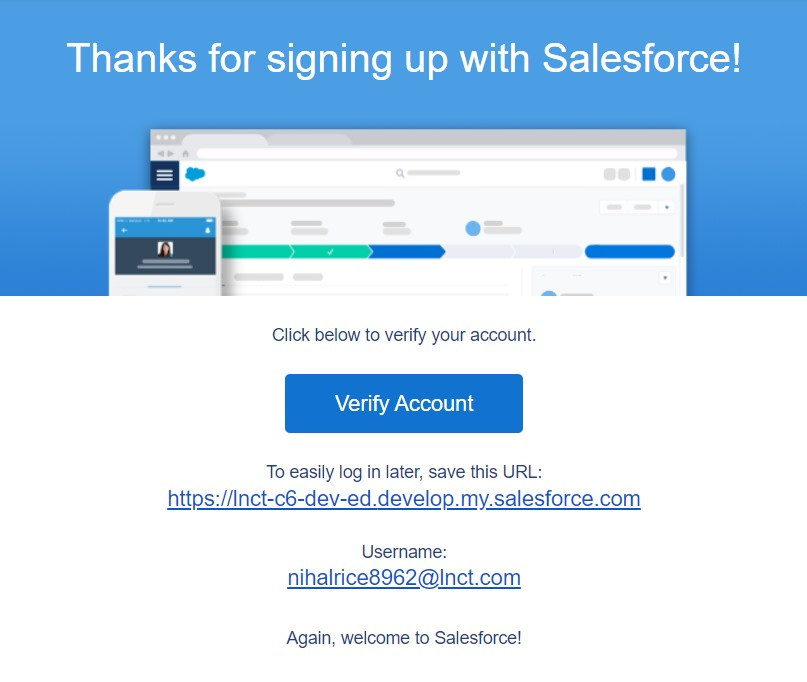 Thanks for signing up with Salesforce!
Click below to verify your account.
Verify Account
To easily log in later, save this URL:
https://lnct-c6-dev-ed.develop.my.salesforce.com
Username:
nihalrice8962@lnct.com
Again, welcome to Salesforce!